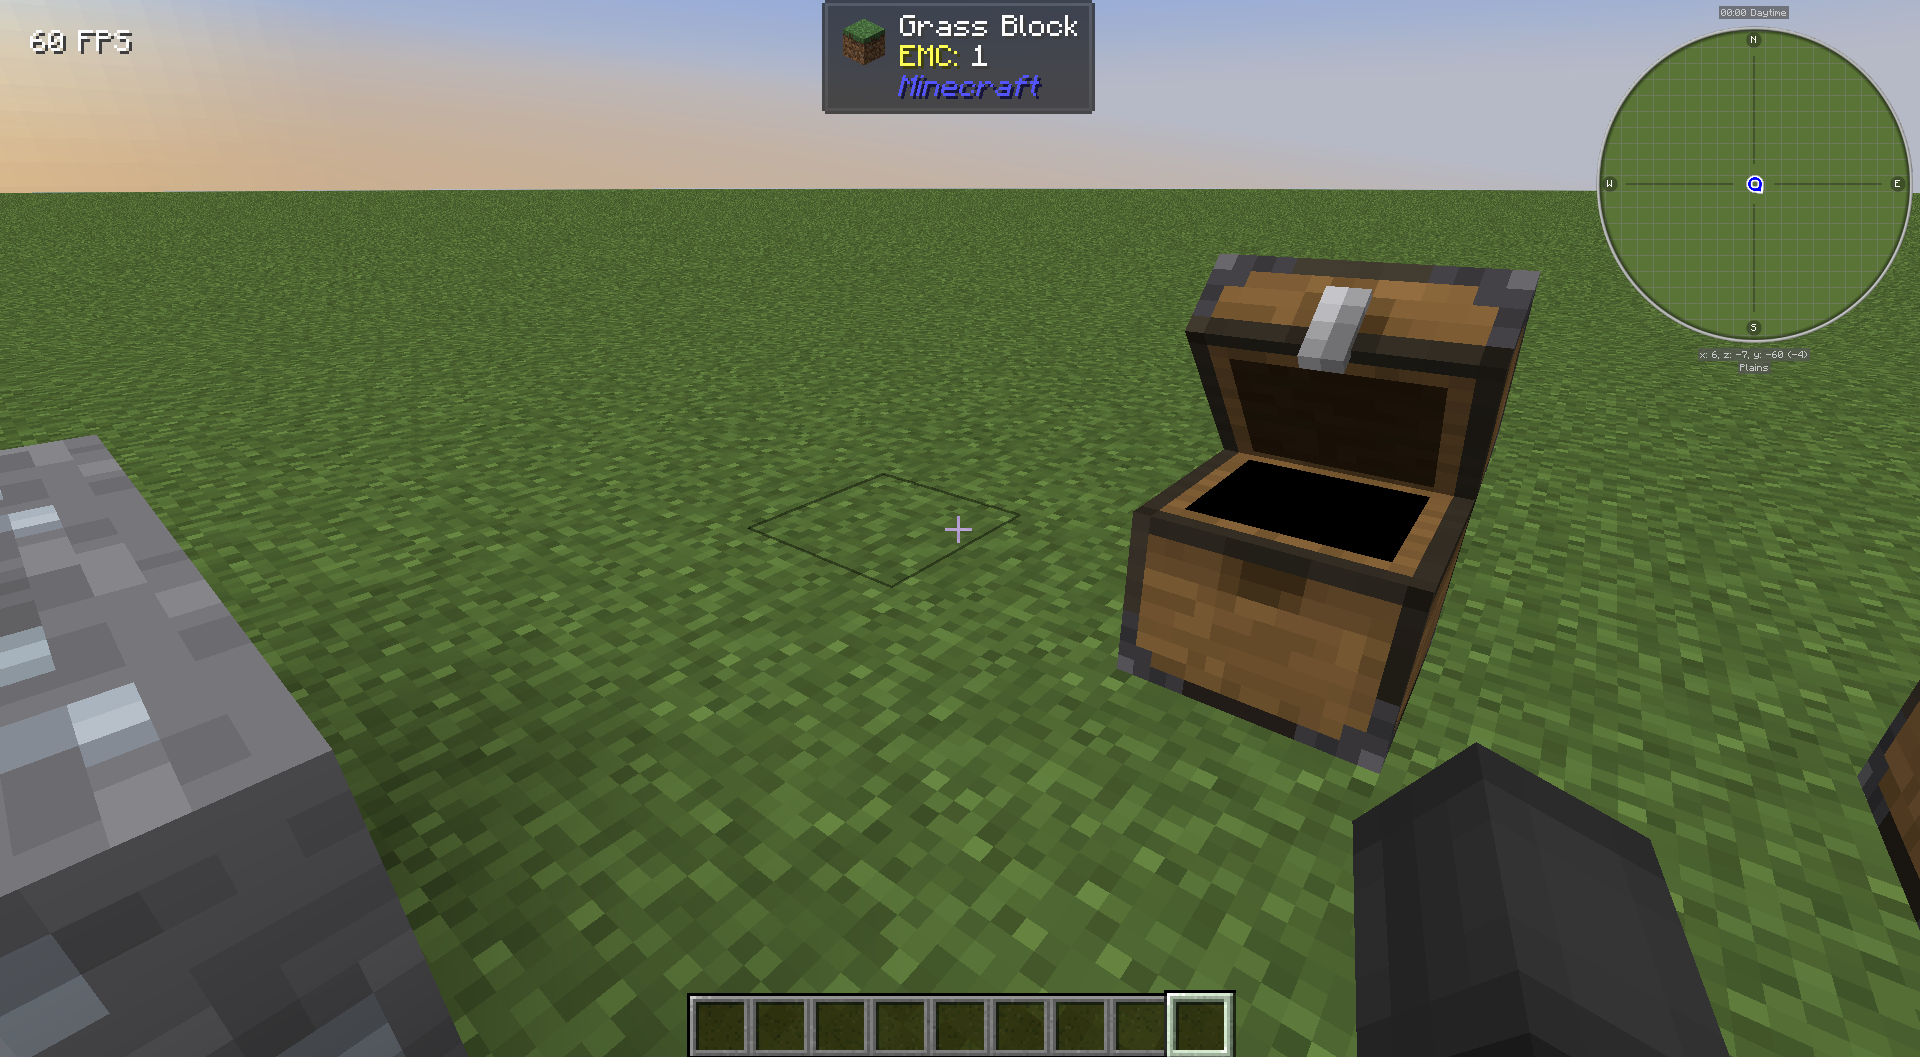 60 FPS
Grass Block
EMC: 1
Minecraft
00:00 Daytime
N
W
E
S
x: 6, z: -7, y: -60 (-4)
Plains